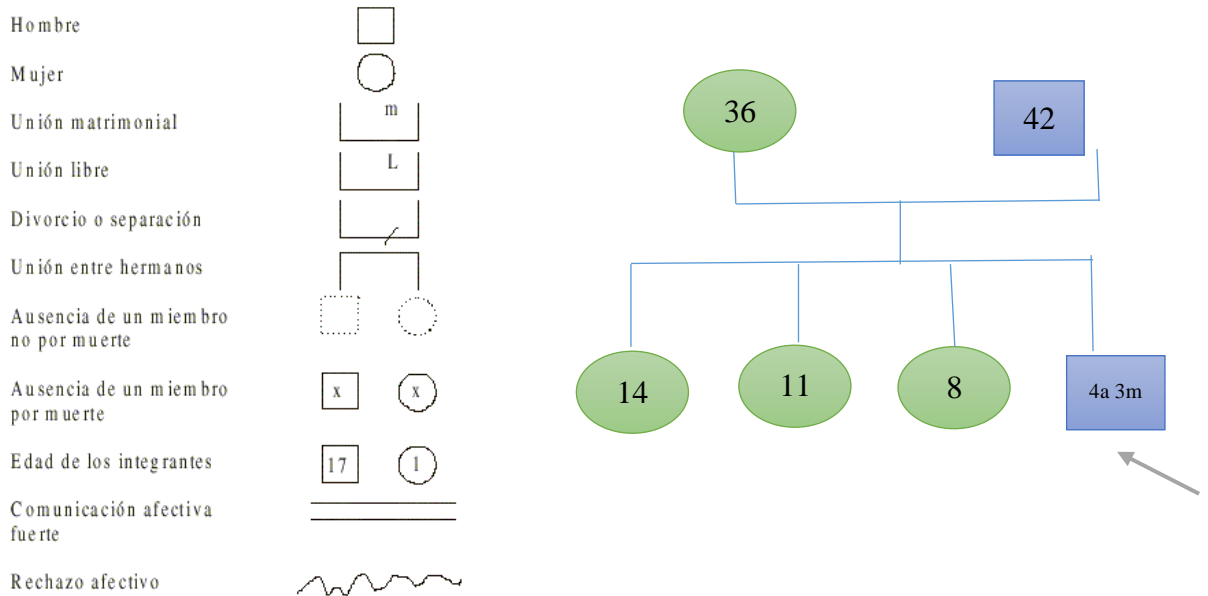 Hombre
Mujer
Unión matrimonial
m
Unión libre
L
Divorcio o separación
Unión entre hermanos
Ausencia de un miembro
no por muerte
Ausencia de un miembro
por muerte
x x
Edad de los integrantes
17 1
Comunicación afectiva
fuerte
Rechazo afectivo
36 42
14 11 8 4a 3m